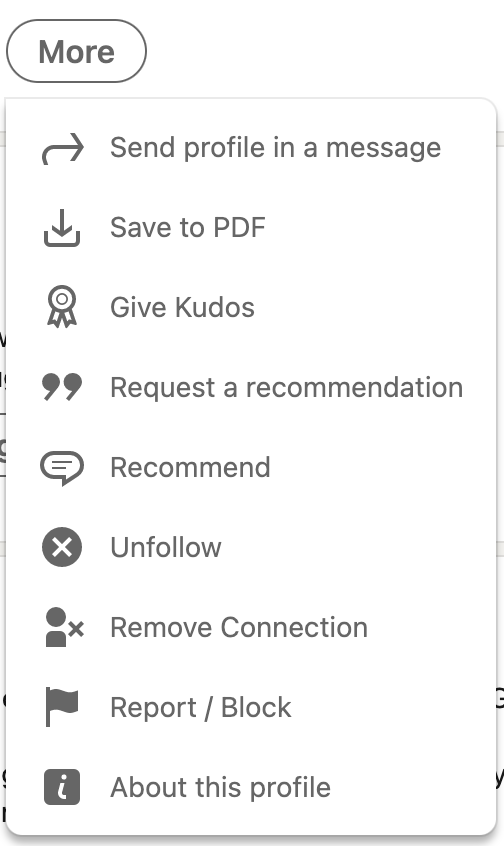 More
Send profile in a message
Save to PDF
Give Kudos
Request a recommendation
Recommend
Unfollow
Remove Connection
Report / Block
About this profile